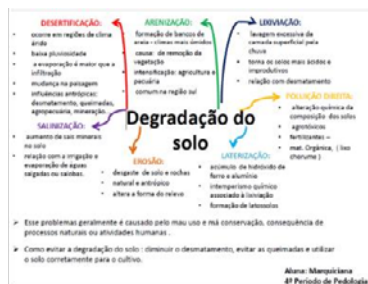 DESERTIFICAÇÃO:
ocorre em regiões de clima
árido
baixa pluviosidade
a evaporação é maior que a
infiltração
mudança na paisagem
influências antrópicas:
desmatamento, queimadas,
agropecuária, mineração.
SALINIZAÇÃO:
aumento de sais minerais
no solo
relação com a irrigação e
evaporação de águas
salgadas ou salobas.
ARENIZAÇÃO:
formação de bancos de
areia - climas mais úmidos
causa: de remoção da
vegetação
intensificação: agricultura e
pecuária
comum na região sul
LIXIVIAÇÃO:
lavagem excessiva da
camada superficial pela
chuva
torna os solos mais ácidos e
improdutivos
relação com desmatamento
POLUIÇÃO DIREITA:
alteração química da
composição dos solos
agrotóxicos
fertilizantes –
mat. Orgânica, ( lixo
chorume )
Degradação do
solo
EROSÃO:
desgaste do solo e rochas
natural e antrópico
altera a forma do relevo
LATERIZAÇÃO:
acúmulo de hidróxido de
ferro e alumínio
intemperismo químico
associado à lixiviação
formação de latossolos
Esse problemas geralmente é causado pelo mau uso e má conservação, consequência de
processos naturais ou atividades humanas .
Como evitar a degradação do solo : diminuir o desmatamento, evitar as queimadas e utilizar
o solo corretamente para o cultivo.
Aluna: Marquiciana
4º Período de Pedologia